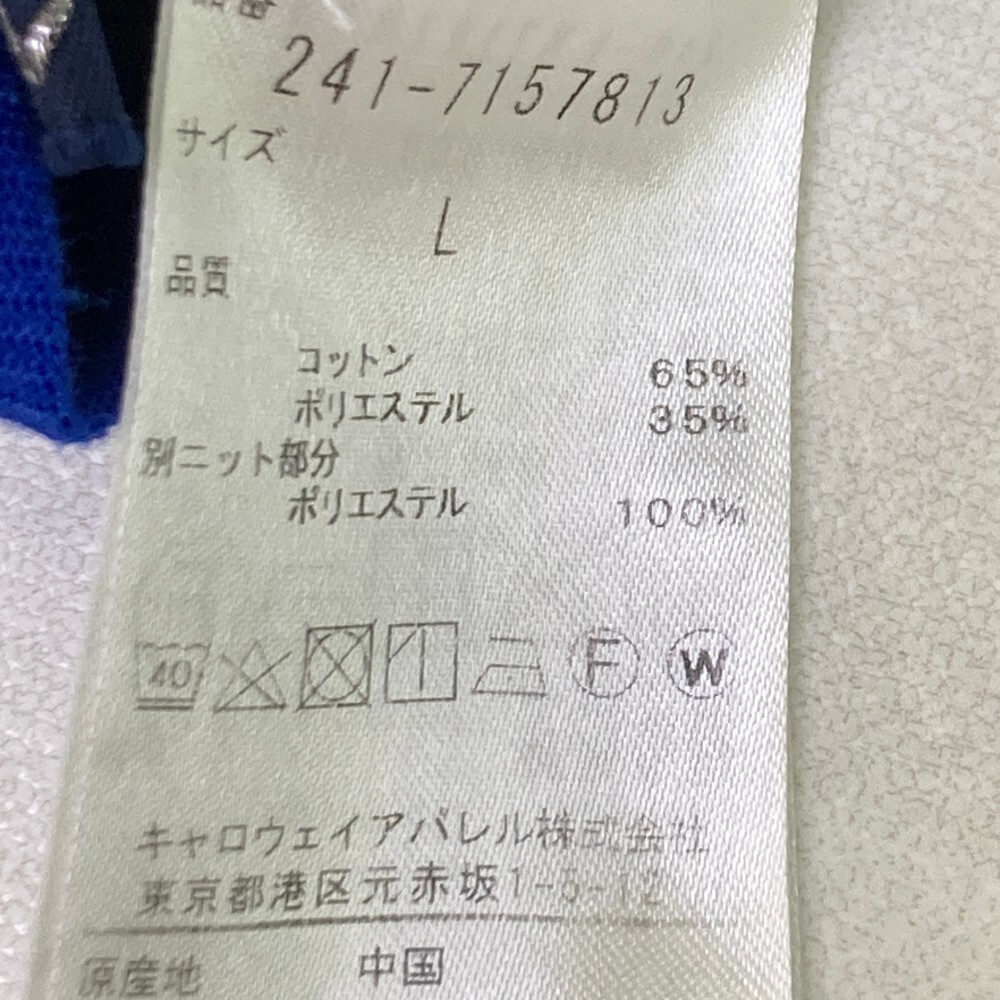 品番
241-7157813
サイズ
L
品質
コットン 65%
ポリエステル 35%
別ニット部分
ポリエステル 100%
40 F W
キャロウェイアパレル株式会社
東京都港区元赤坂1-5-12
原産地 中国